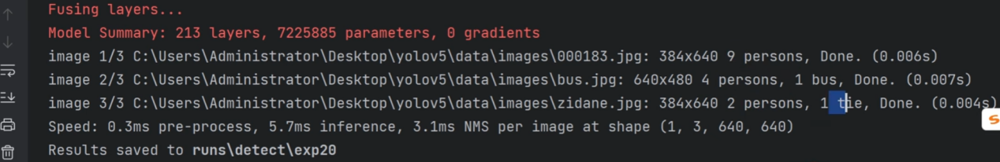 Fusing layers...
Model Summary: 213 layers, 7225885 parameters, 0 gradients
image 1/3 C:\Users\Administrator\Desktop\yolov5\data\images\000183.jpg: 384x640 9 persons, Done. (0.006s)
image 2/3 C:\Users\Administrator\Desktop\yolov5\data\images\bus.jpg: 640x480 4 persons, 1 bus, Done. (0.007s)
image 3/3 C:\Users\Administrator\Desktop\yolov5\data\images\zidane.jpg: 384x640 2 persons, 1 tie, Done. (0.004s)
Speed: 0.3ms pre-process, 5.7ms inference, 3.1ms NMS per image at shape (1, 3, 640, 640)
Results saved to runs\detect\exp20